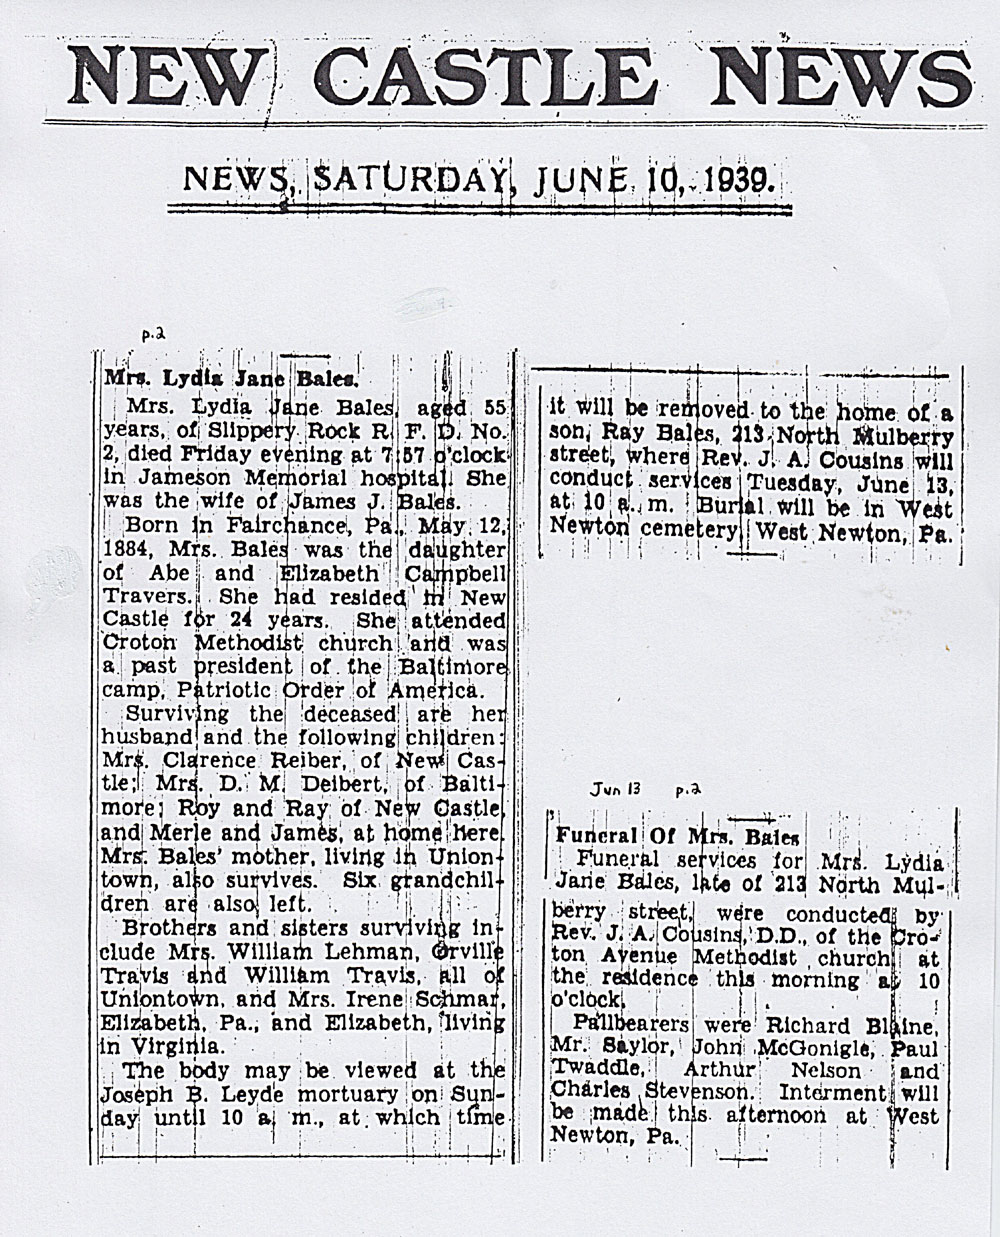 NEW CASTLE NEWS
NEWS, SATURDAY, JUNE 10, 1939.
p.2
Mrs. Lydia Jane Bales.
Mrs. Lydia Jane Bales, aged 55
years, of Slippery Rock R. F. D. No.
2, died Friday evening at 7:57 o'clock
in Jameson Memorial hospital. She
was the wife of James J. Bales.
Born in Fairchance, Pa., May 12,
1884, Mrs. Bales was the daughter
of Abe and Elizabeth Campbell
Travers. She had resided in New
Castle for 24 years. She attended
Croton Methodist church and was
a past president of the Baltimore
camp, Patriotic Order of America.
Surviving the deceased are her
husband and the following children:
Mrs. Clarence Reiber, of New Cas-
tle; Mrs. D. M. Deibert, of Balti-
more; Roy and Ray of New Castle,
and Merle and James, at home here.
Mrs. Bales' mother, living in Union-
town, also survives. Six grandchil-
dren are also left.
Brothers and sisters surviving in-
clude Mrs. William Lehman, Orville
Travis and William Travis, all of
Uniontown, and Mrs. Irene Schmar,
Elizabeth, Pa., and Elizabeth, living
in Virginia.
The body may be viewed at the
Joseph B. Leyde mortuary on Sun-
day until 10 a. m., at which time
it will be removed to the home of a
son, Ray Bales, 213 North Mulberry
street, where Rev. J. A. Cousins will
conduct services Tuesday, June 13,
at 10 a. m. Burial will be in West
Newton cemetery, West Newton, Pa.
Jun 13 p.2
Funeral Of Mrs. Bales
Funeral services for Mrs. Lydia
Jane Bales, late of 213 North Mul-
berry street, were conducted by
Rev. J. A. Cousins, D.D., of the Cro-
ton Avenue Methodist church at
the residence this morning at 10
o'clock.
Pallbearers were Richard Blaine,
Mr. Saylor, John McGonigle, Paul
Twaddle, Arthur Nelson and
Charles Stevenson. Interment will
be made this afternoon at West
Newton, Pa.